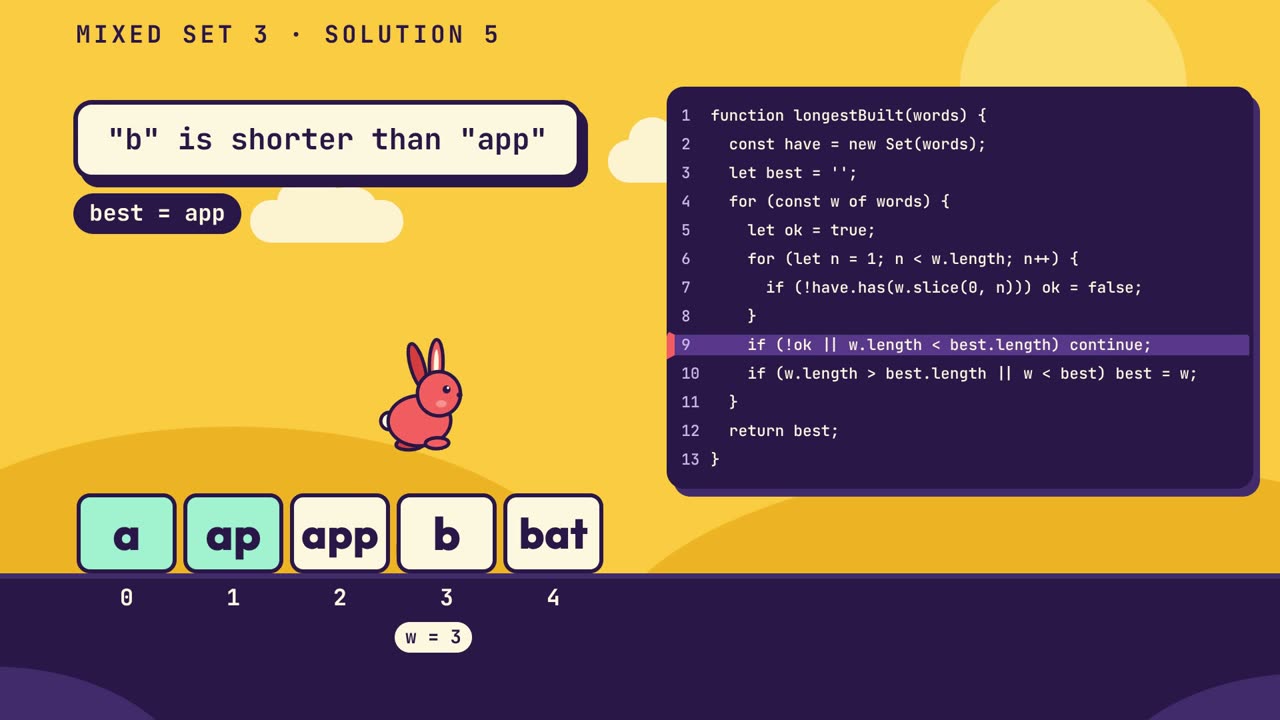 MIXED SET 3 · SOLUTION 5
"b" is shorter than "app"
best = app
1 function longestBuilt(words) {
2 const have = new Set(words);
3 let best = '';
4 for (const w of words) {
5 let ok = true;
6 for (let n = 1; n < w.length; n++) {
7 if (!have.has(w.slice(0, n))) ok = false;
8 }
9 if (!ok || w.length < best.length) continue;
10 if (w.length > best.length || w < best) best = w;
11 }
12 return best;
13 }
a ap app b bat
0 1 2 3 4
w = 3